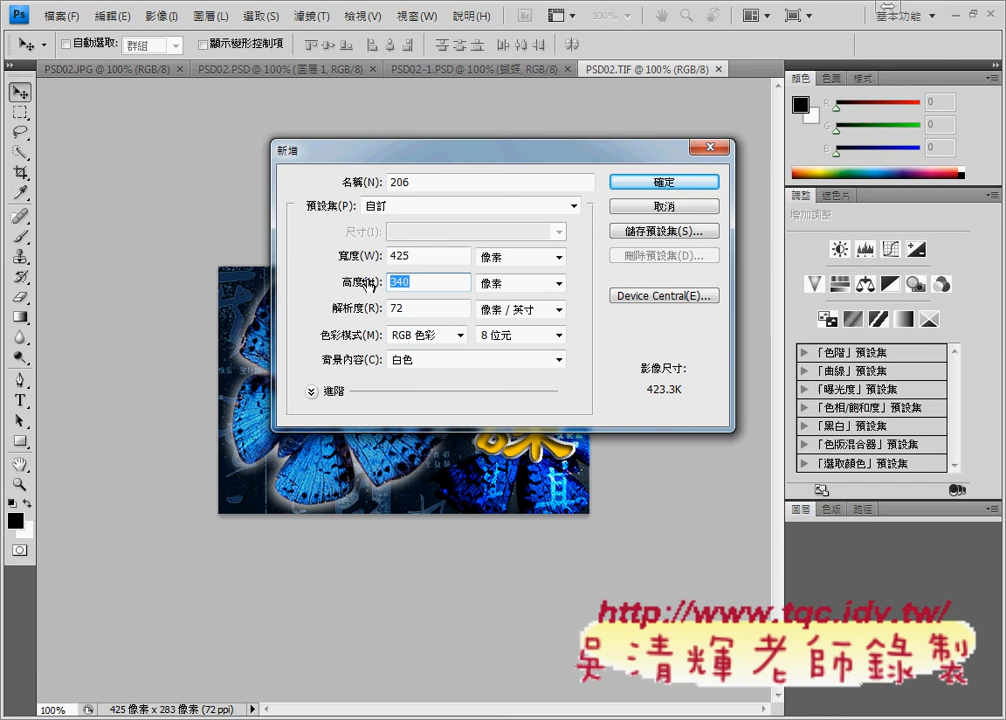 Ps 檔案(F) 編輯(E) 影像(I) 圖層(L) 選取(S) 濾鏡(T) 檢視(V) 視窗(W) 說明(H) Br 100% 基本功能
自動選取: 群組 顯示變形控制項
PSD02.JPG @ 100% (RGB/8) × PSD02.PSD @ 100% (圖層 1, RGB/8) × PSD02-1.PSD @ 100% (蝴蝶, RGB/8) × PSD02.TIF @ 100% (RGB/8) ×
顏色 色票 樣式
R 0
G 0
B 0
新增
名稱(N): 206 確定
預設集(P): 自訂 取消
尺寸(I): 儲存預設集(S)...
寬度(W): 425 像素 刪除預設集(D)...
高度(H): 340 像素 Device Central(E)...
解析度(R): 72 像素 / 英寸
色彩模式(M): RGB 色彩 8 位元
背景內容(C): 白色
影像尺寸:
423.3K
進階
調整 遮色片
增加調整
「色階」預設集
「曲線」預設集
「曝光度」預設集
「色相/飽和度」預設集
「黑白」預設集
「色版混合器」預設集
「選取顏色」預設集
圖層 色版 路徑
蝶
http://www.tqc.idv.tw/
吳清輝老師錄製
100% 425 像素 x 283 像素 (72 ppi)